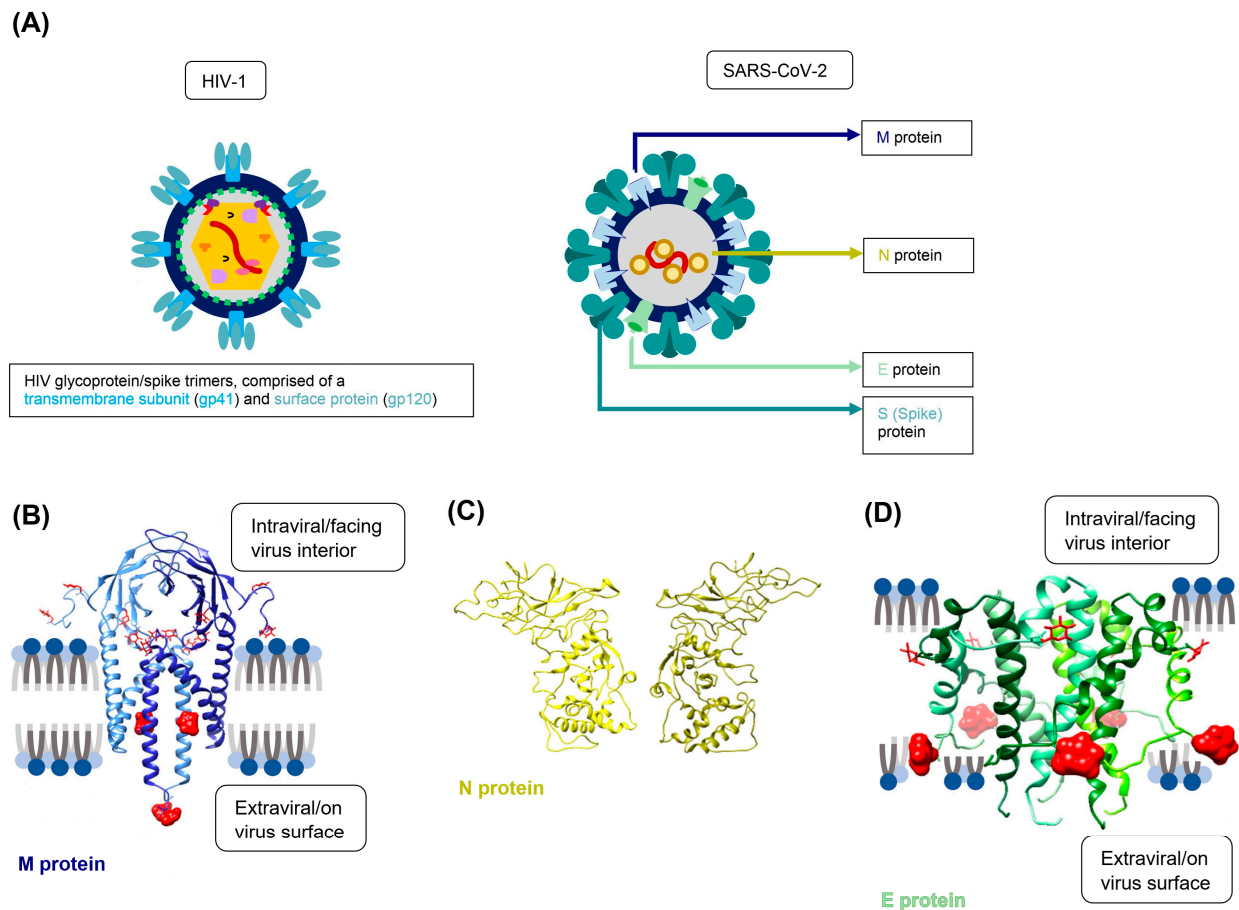 (A)
HIV-1
SARS-CoV-2
M protein
N protein
E protein
S (Spike)
protein
HIV glycoprotein/spike trimers, comprised of a
transmembrane subunit (gp41) and surface protein (gp120)
(B)
Intraviral/facing
virus interior
Extraviral/on
virus surface
M protein
(C)
N protein
(D)
Intraviral/facing
virus interior
Extraviral/on
virus surface
E protein